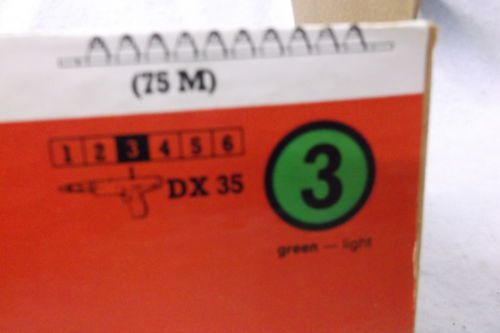 (75 M)
1 2 3 4 5 6
DX 35
3
green — light